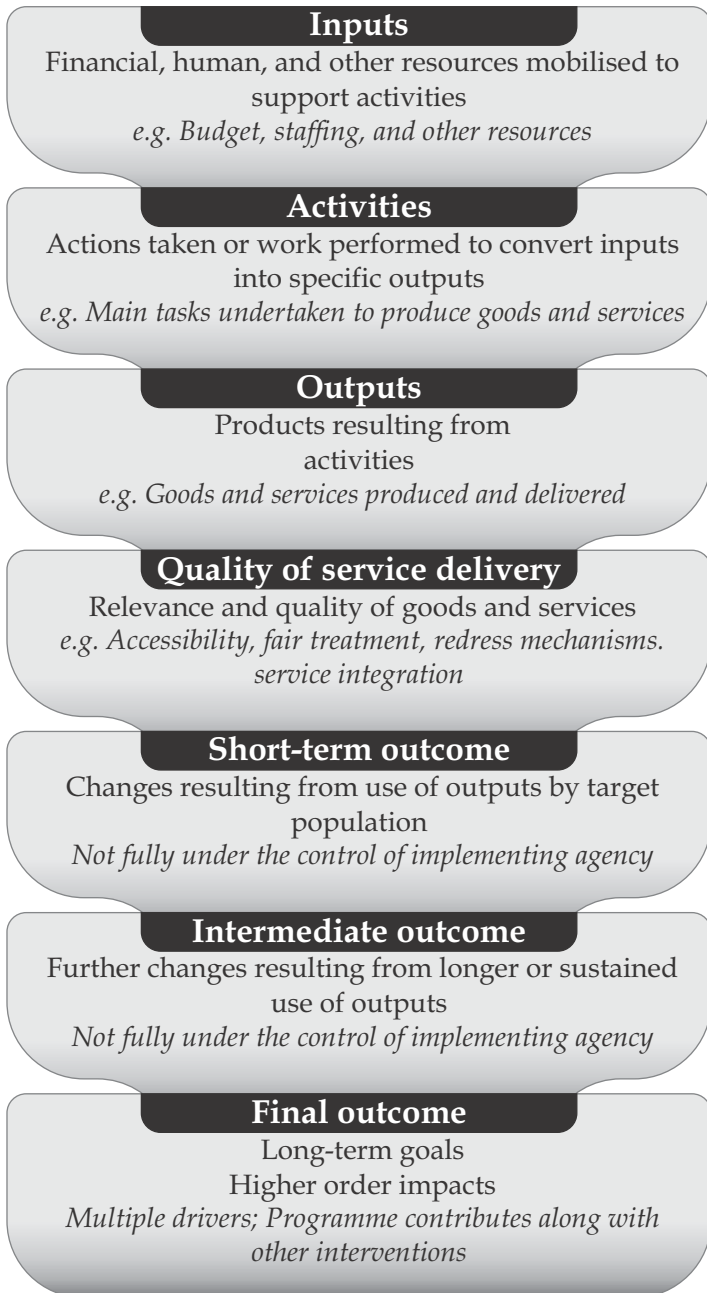 Inputs
Financial, human, and other resources mobilised to
support activities
e.g. Budget, staffing, and other resources
Activities
Actions taken or work performed to convert inputs
into specific outputs
e.g. Main tasks undertaken to produce goods and services
Outputs
Products resulting from
activities
e.g. Goods and services produced and delivered
Quality of service delivery
Relevance and quality of goods and services
e.g. Accessibility, fair treatment, redress mechanisms.
service integration
Short-term outcome
Changes resulting from use of outputs by target
population
Not fully under the control of implementing agency
Intermediate outcome
Further changes resulting from longer or sustained
use of outputs
Not fully under the control of implementing agency
Final outcome
Long-term goals
Higher order impacts
Multiple drivers; Programme contributes along with
other interventions